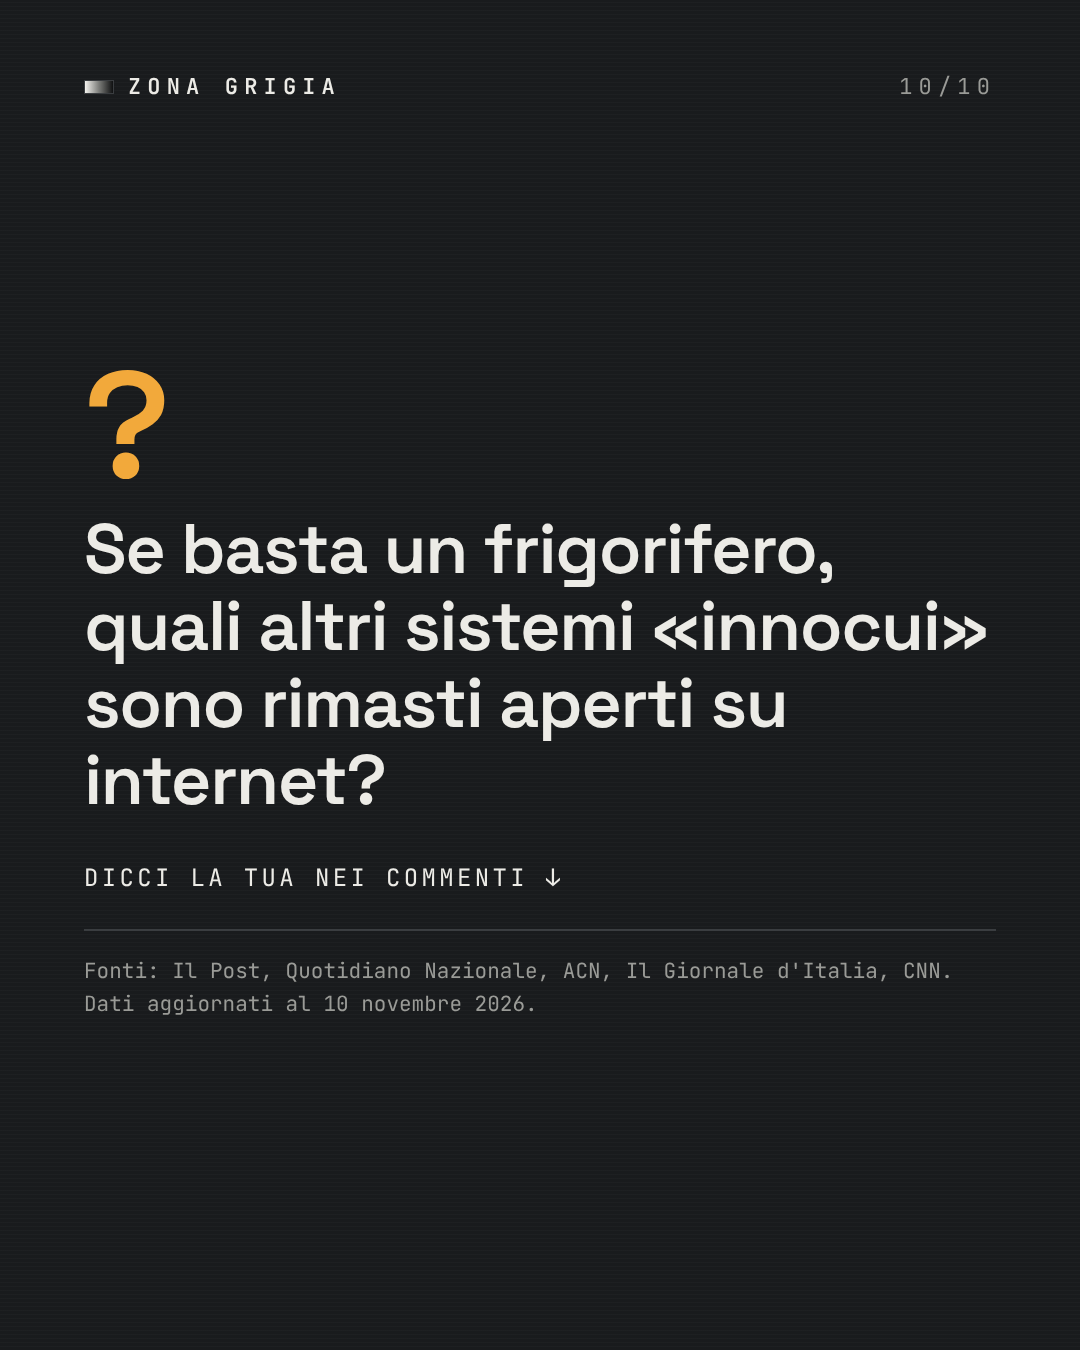 ZONA GRIGIA
10/10
?
Se basta un frigorifero,
quali altri sistemi «innocui»
sono rimasti aperti su
internet?
DICCI LA TUA NEI COMMENTI ↓
Fonti: Il Post, Quotidiano Nazionale, ACN, Il Giornale d'Italia, CNN.
Dati aggiornati al 10 novembre 2026.